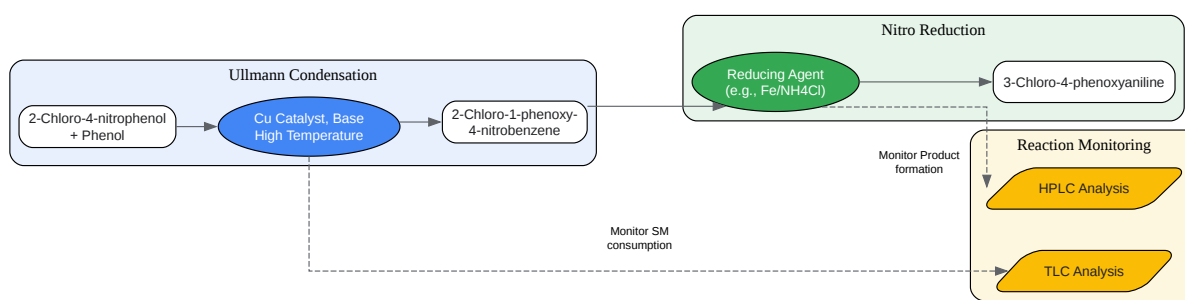 Nitro Reduction
Ullmann Condensation
Reducing Agent
(e.g., Fe/NH4Cl)
3-Chloro-4-phenoxyaniline
2-Chloro-4-nitrophenol
+ Phenol
Cu Catalyst, Base
High Temperature
2-Chloro-1-phenoxy-
4-nitrobenzene
Reaction Monitoring
Monitor Product
formation
HPLC Analysis
Monitor SM
consumption
TLC Analysis